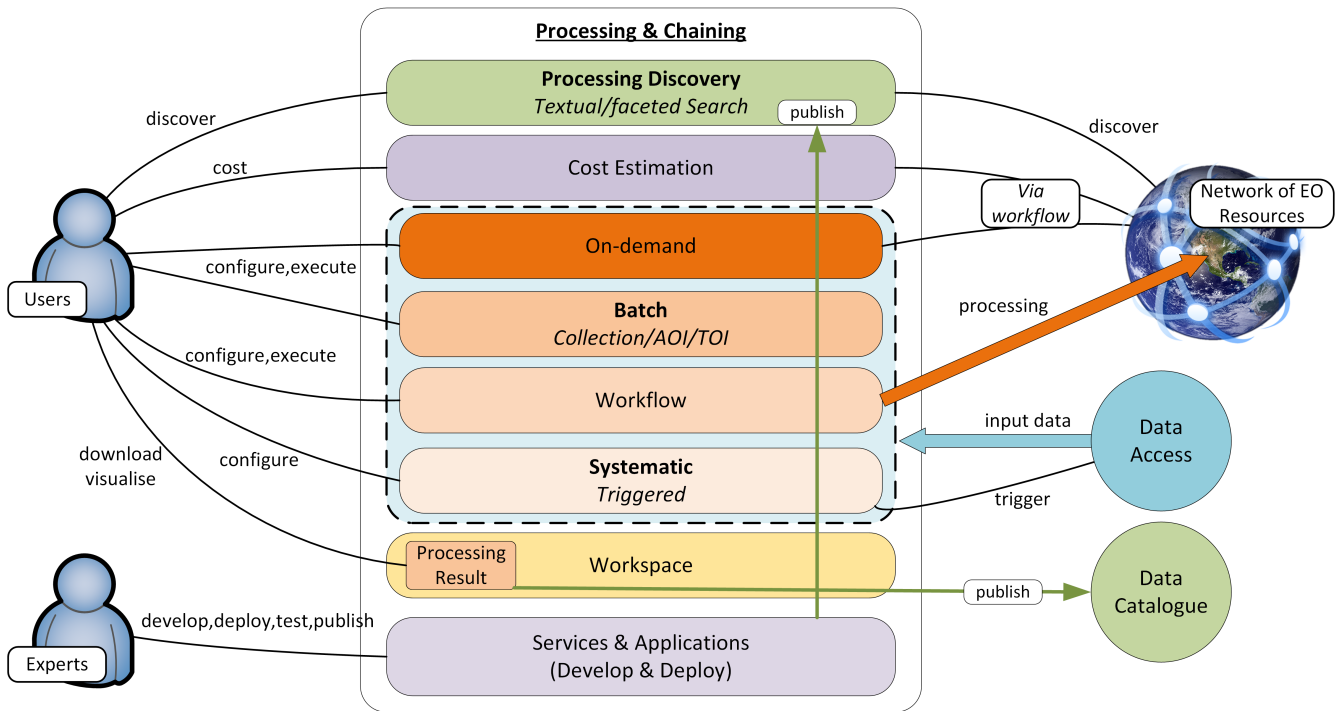 Processing & Chaining
Processing Discovery
Textual/faceted Search
publish
discover
discover
cost
Cost Estimation
Via
workflow
Network of EO
Resources
On-demand
configure,execute
Users
Batch
Collection/AOI/TOI
processing
configure,execute
Workflow
input data
Data
Access
download
visualise
configure
Systematic
Triggered
trigger
Processing
Result
Workspace
publish
Data
Catalogue
develop,deploy,test,publish
Experts
Services & Applications
(Develop & Deploy)